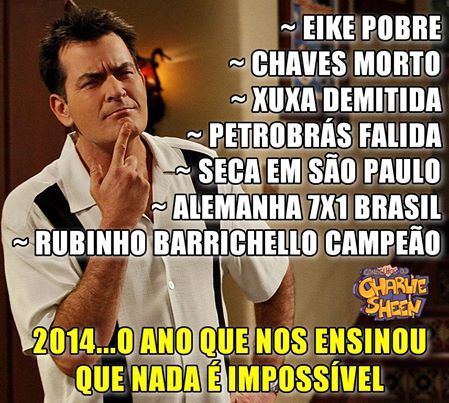 ~ EIKE POBRE
~ CHAVES MORTO
~ XUXA DEMITIDA
~ PETROBRÁS FALIDA
~ SECA EM SÃO PAULO
~ ALEMANHA 7X1 BRASIL
~ RUBINHO BARRICHELLO CAMPEÃO
CHARLIE
SHEEN
2014...O ANO QUE NOS ENSINOU
QUE NADA É IMPOSSÍVEL